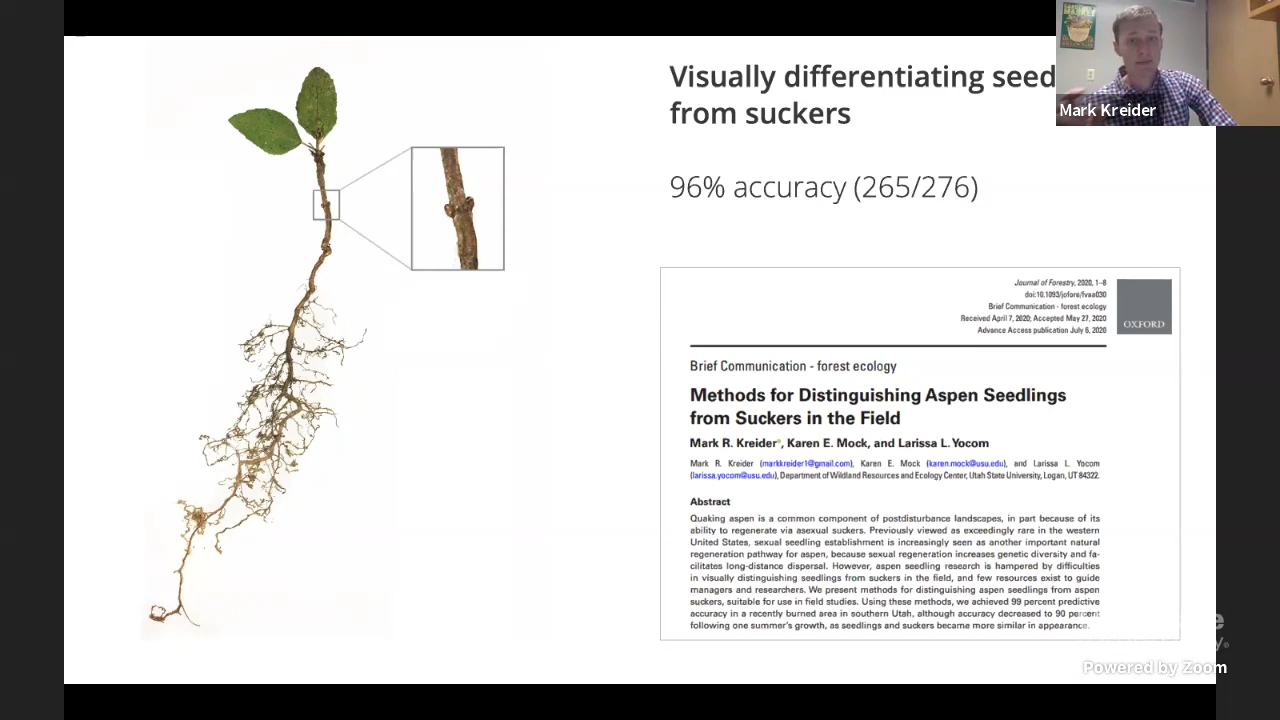 Visually differentiating seed
from suckers
Mark Kreider
96% accuracy (265/276)
Journal of Forestry, 2020, 1–8
doi:10.1093/jofore/fvaa030
Brief Communication - forest ecology
Received April 7, 2020; Accepted May 27, 2020
Advance Access publication July 6, 2020
OXFORD
Brief Communication - forest ecology
Methods for Distinguishing Aspen Seedlings
from Suckers in the Field
Mark R. Kreider*, Karen E. Mock, and Larissa L. Yocom
Mark R. Kreider (markkreider1@gmail.com), Karen E. Mock (karen.mock@usu.edu), and Larissa L. Yocom
(larissa.yocom@usu.edu), Department of Wildland Resources and Ecology Center, Utah State University, Logan, UT 84322.
Abstract
Quaking aspen is a common component of postdisturbance landscapes, in part because of its
ability to regenerate via asexual suckers. Previously viewed as exceedingly rare in the western
United States, sexual seedling establishment is increasingly seen as another important natural
regeneration pathway for aspen, because sexual regeneration increases genetic diversity and fa-
cilitates long-distance dispersal. However, aspen seedling research is hampered by difficulties
in visually distinguishing seedlings from suckers in the field, and few resources exist to guide
managers and researchers. We present methods for distinguishing aspen seedlings from aspen
suckers, suitable for use in field studies. Using these methods, we achieved 99 percent predictive
accuracy in a recently burned area in southern Utah, although accuracy decreased to 90 percent
following one summer's growth, as seedlings and suckers became more similar in appearance.
Powered by Zoom